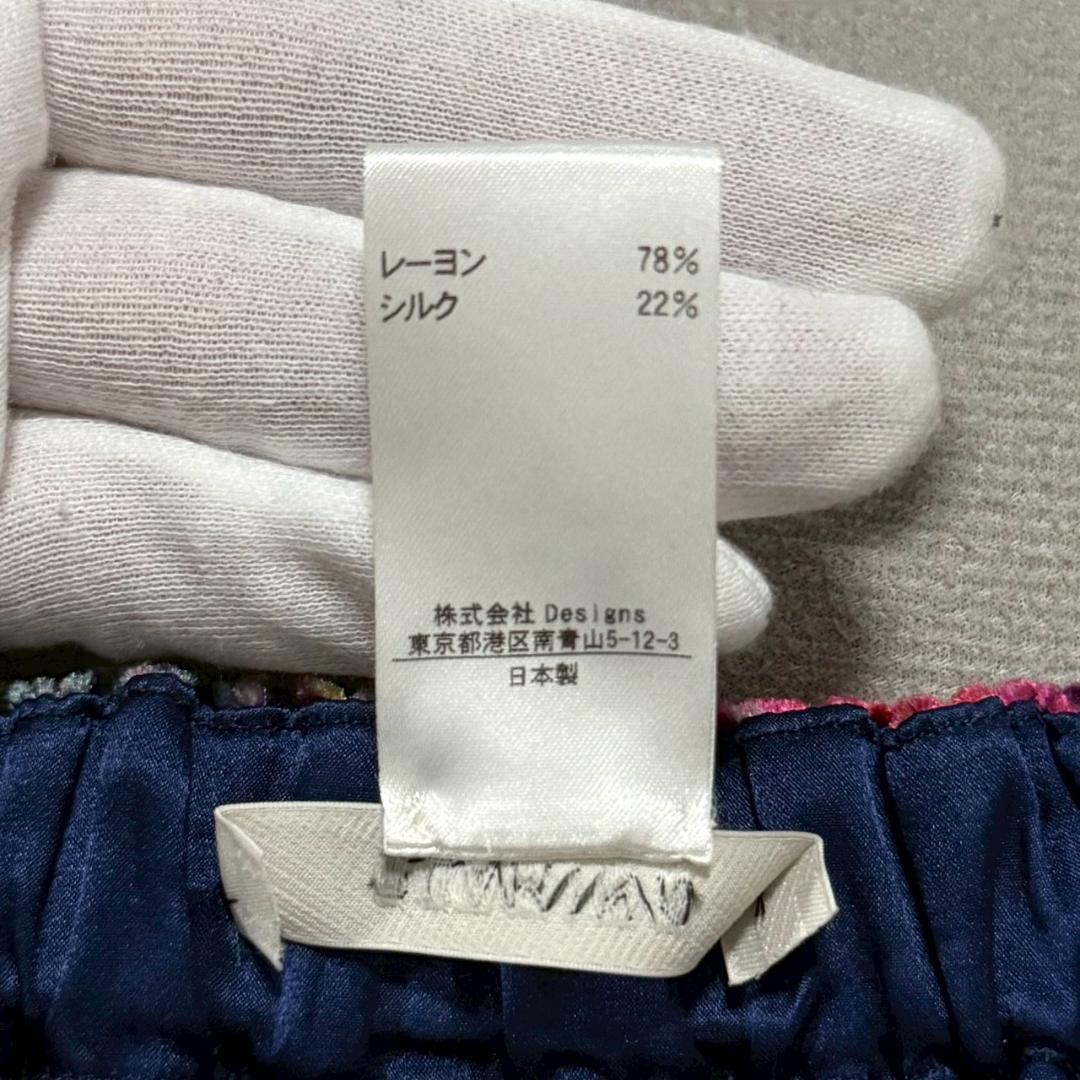 レーヨン 78%
シルク 22%
株式会社 Designs
東京都港区南青山5-12-3
日本製